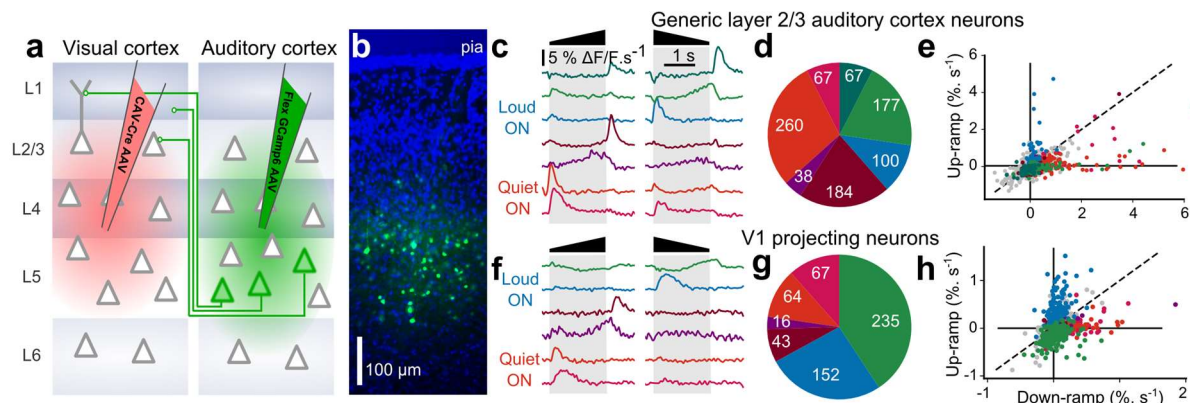 Generic layer 2/3 auditory cortex neurons
a
Visual cortex
Auditory cortex
L1
L2/3
L4
L5
L6
CAV-Cre AAV
Flex GCamp6 AAV
b
pia
100 µm
c
5 % ΔF/F.s⁻¹
1 s
Loud
ON
Quiet
ON
d
67
67
177
100
184
38
260
e
Up-ramp (%. s⁻¹)
6
4
2
0
-2
0
2
4
6
V1 projecting neurons
f
Loud
ON
Quiet
ON
g
67
235
152
43
16
64
h
Up-ramp (%. s⁻¹)
1
0
-1
-1
0
2
Down-ramp (%. s⁻¹)